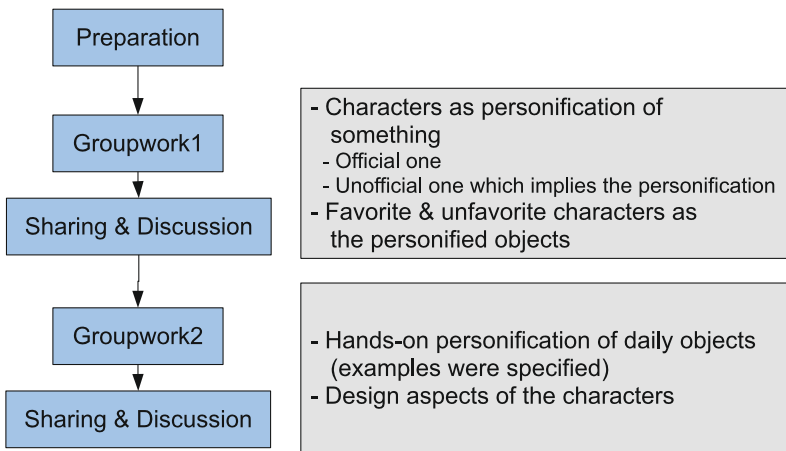 Preparation
Groupwork1
Sharing & Discussion
- Characters as personification of
something
- Official one
- Unofficial one which implies the personification
- Favorite & unfavorite characters as
the personified objects
Groupwork2
Sharing & Discussion
- Hands-on personification of daily objects
(examples were specified)
- Design aspects of the characters